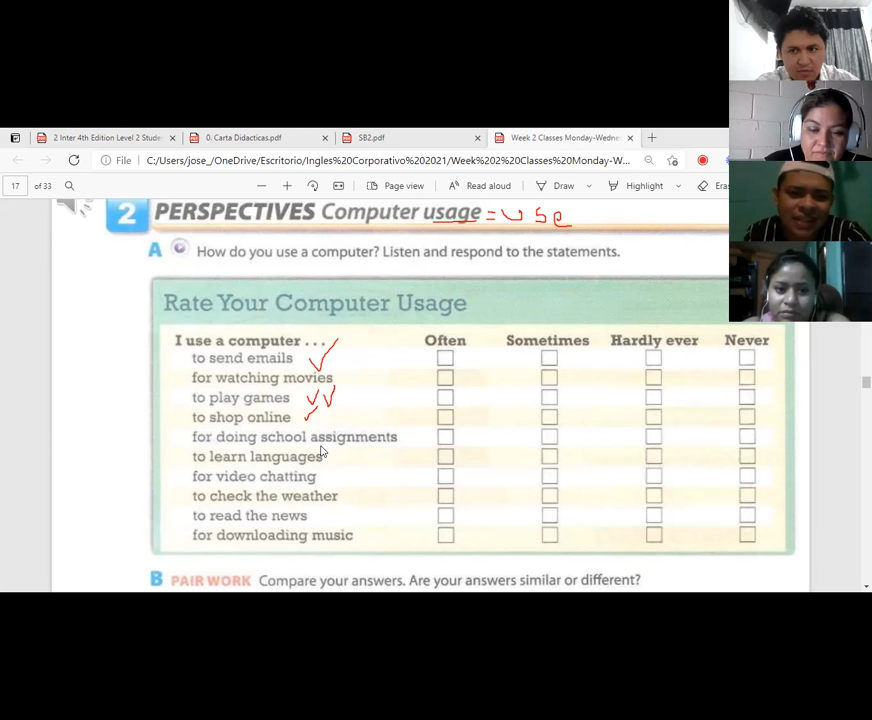 2 Inter 4th Edition Level 2 Stude
0. Carta Didacticas.pdf
SB2.pdf
Week 2 Classes Monday-Wedne
File
C:/Users/jose_/OneDrive/Escritorio/Ingles%20Corporativo%202021/Week%202%20Classes%20Monday-W...
17 of 33
Page view
Read aloud
Draw
Highlight
Eras
2 PERSPECTIVES Computer usage = USe
A How do you use a computer? Listen and respond to the statements.
Rate Your Computer Usage
I use a computer . . . Often Sometimes Hardly ever Never
to send emails
for watching movies
to play games
to shop online
for doing school assignments
to learn languages
for video chatting
to check the weather
to read the news
for downloading music
B PAIR WORK Compare your answers. Are your answers similar or different?